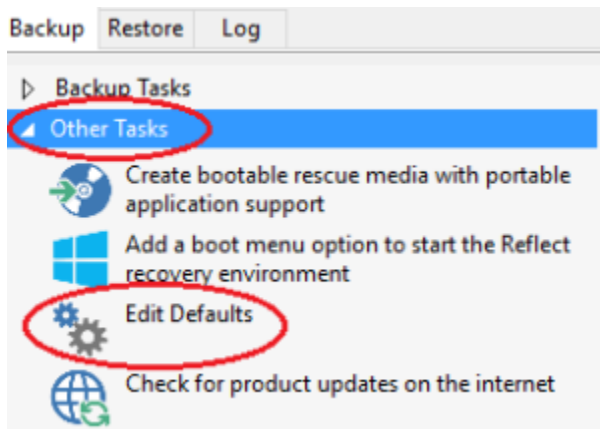 Backup Restore Log
Backup Tasks
Other Tasks
Create bootable rescue media with portable
application support
Add a boot menu option to start the Reflect
recovery environment
Edit Defaults
Check for product updates on the internet